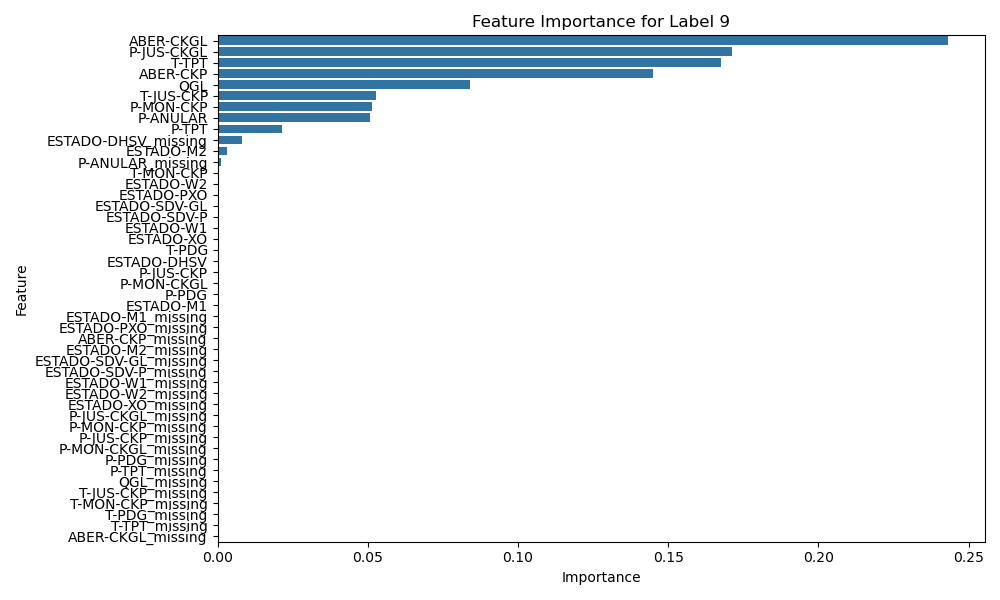 Feature Importance for Label 9
ABER-CKGL
P-JUS-CKGL
T-TPT
ABER-CKP
QGL
T-JUS-CKP
P-MON-CKP
P-ANULAR
P-TPT
ESTADO-DHSV_missing
ESTADO-M2
P-ANULAR_missing
T-MON-CKP
ESTADO-W2
ESTADO-PXO
ESTADO-SDV-GL
ESTADO-SDV-P
ESTADO-W1
ESTADO-XO
T-PDG
ESTADO-DHSV
P-JUS-CKP
P-MON-CKGL
P-PDG
ESTADO-M1
ESTADO-M1_missing
ESTADO-PXO_missing
ABER-CKP_missing
ESTADO-M2_missing
ESTADO-SDV-GL_missing
ESTADO-SDV-P_missing
ESTADO-W1_missing
ESTADO-W2_missing
ESTADO-XO_missing
P-JUS-CKGL_missing
P-MON-CKP_missing
P-JUS-CKP_missing
P-MON-CKGL_missing
P-PDG_missing
P-TPT_missing
QGL_missing
T-JUS-CKP_missing
T-MON-CKP_missing
T-PDG_missing
T-TPT_missing
ABER-CKGL_missing
Feature
0.00 0.05 0.10 0.15 0.20 0.25
Importance